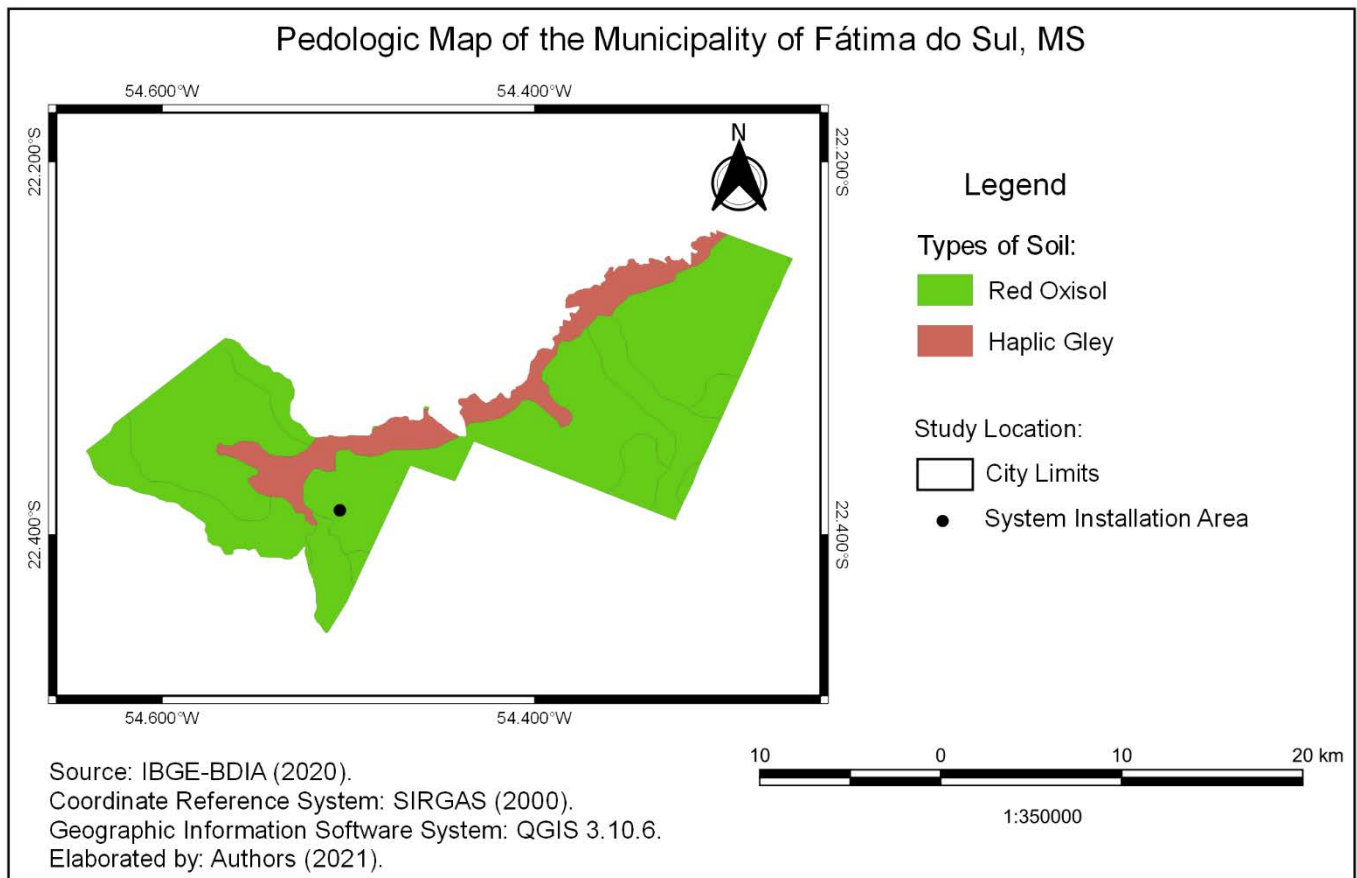 Pedologic Map of the Municipality of Fátima do Sul, MS
54.600°W
54.400°W
22.200°S
22.200°S
N
22.400°S
22.400°S
54.600°W
54.400°W
Legend
Types of Soil:
Red Oxisol
Haplic Gley
Study Location:
City Limits
System Installation Area
10 0 10 20 km
1:350000
Source: IBGE-BDIA (2020).
Coordinate Reference System: SIRGAS (2000).
Geographic Information Software System: QGIS 3.10.6.
Elaborated by: Authors (2021).